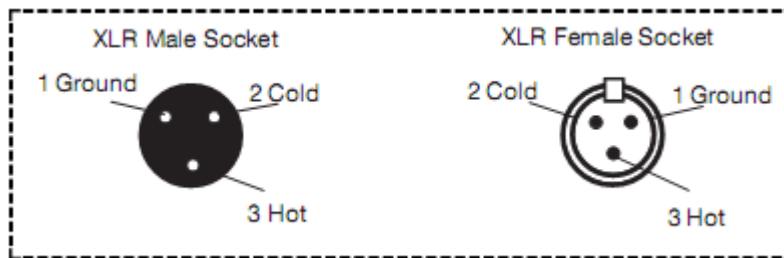 XLR Male Socket
XLR Female Socket
1 Ground
2 Cold
3 Hot
2 Cold
1 Ground
3 Hot